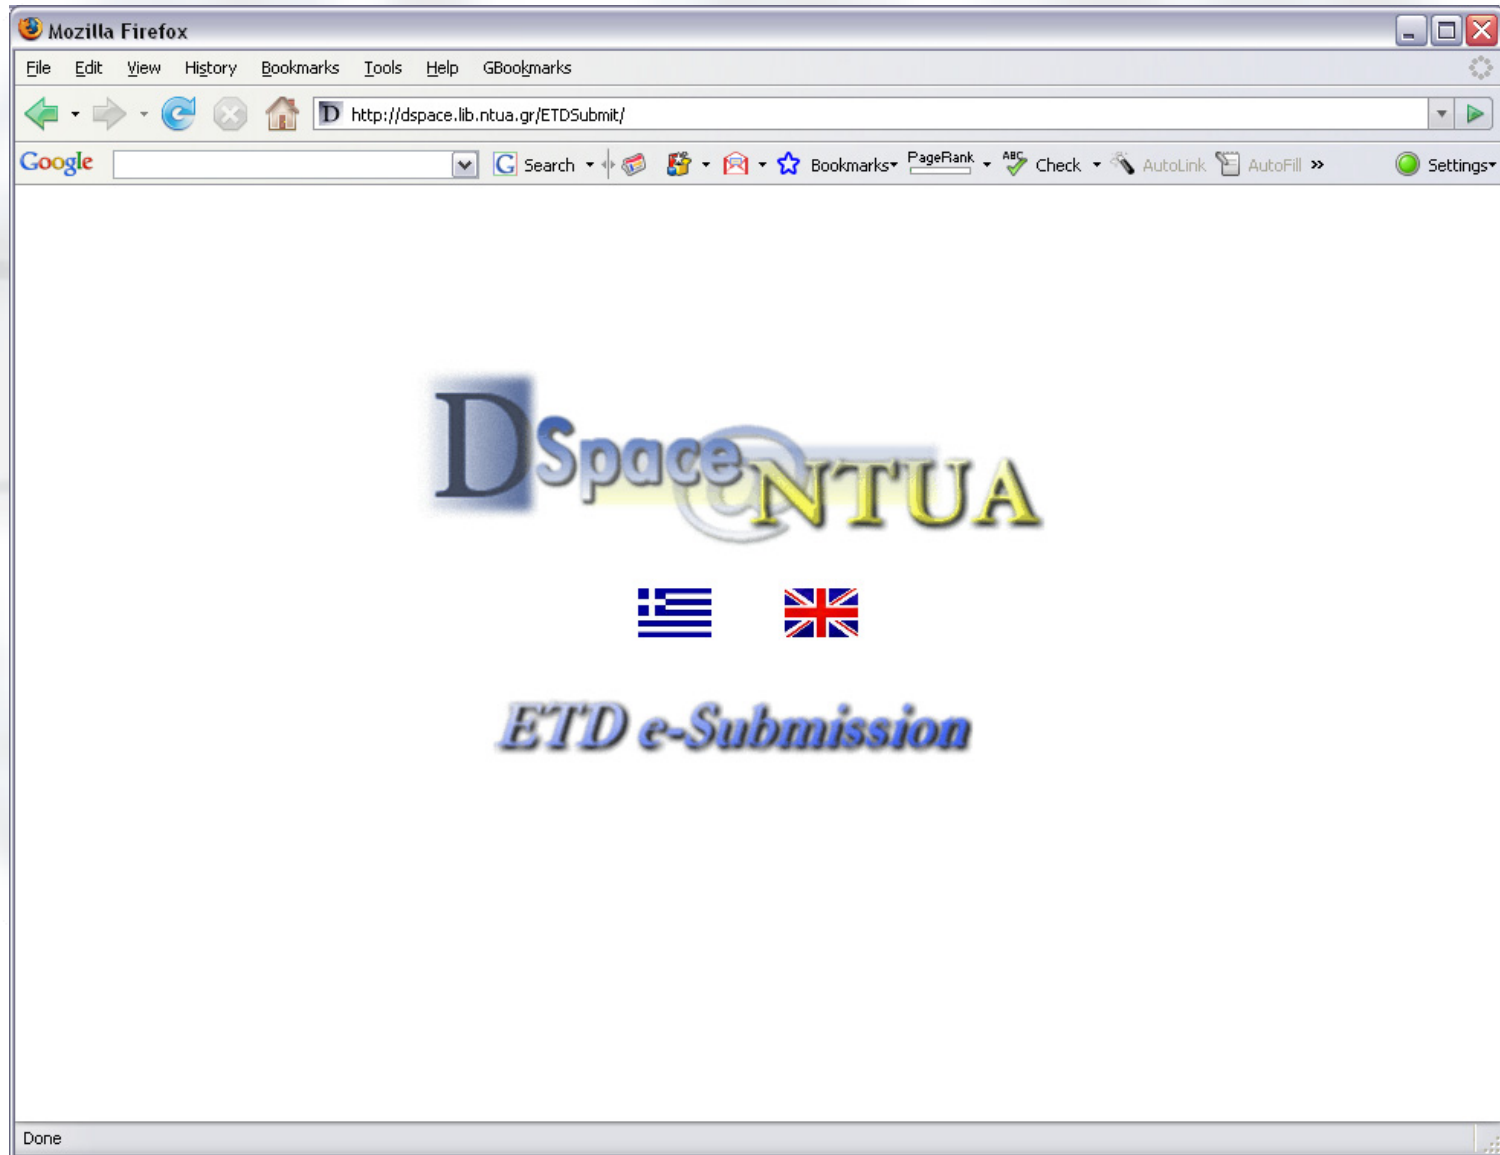 Mozilla Firefox
File Edit View History Bookmarks Tools Help GBookmarks
D http://dspace.lib.ntua.gr/ETDSubmit/
Google G Search Bookmarks PageRank ABC Check AutoLink AutoFill » Settings
DSpace@NTUA
ETD e-Submission
Done